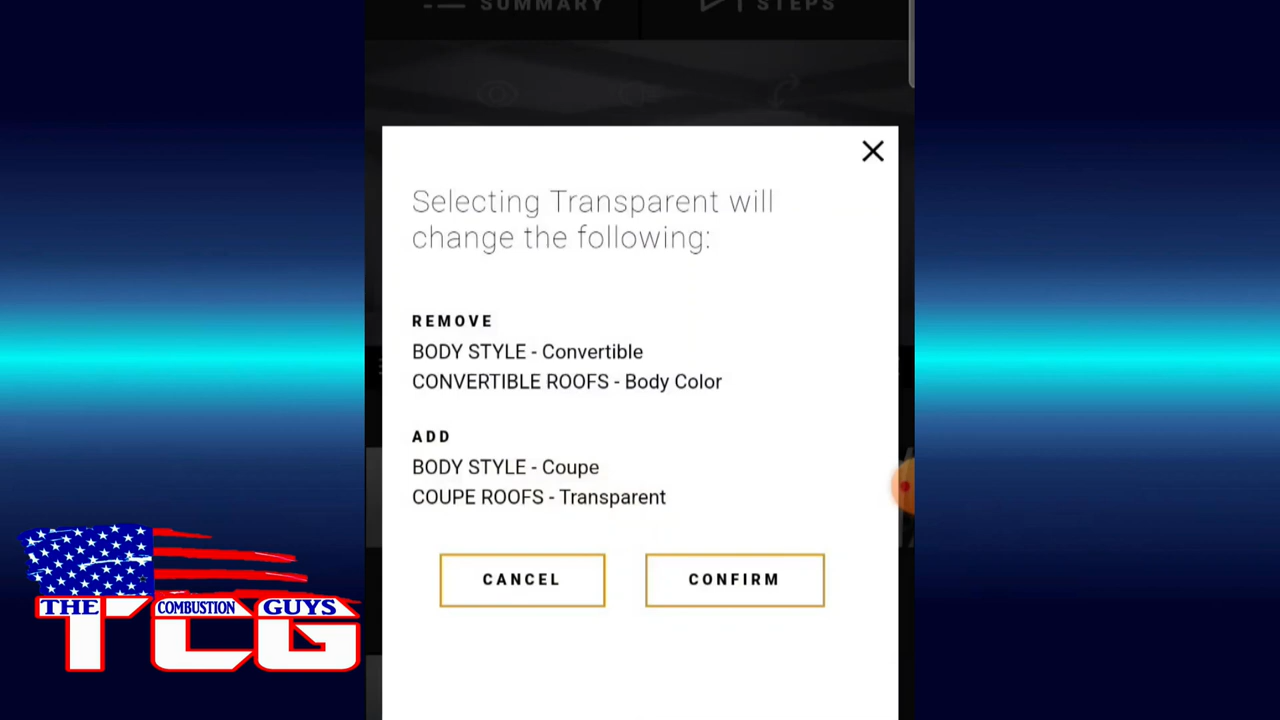 SUMMARY
STEPS
Selecting Transparent will
change the following:
REMOVE
BODY STYLE - Convertible
CONVERTIBLE ROOFS - Body Color
ADD
BODY STYLE - Coupe
COUPE ROOFS - Transparent
CANCEL
CONFIRM
THE COMBUSTION GUYS
TCG